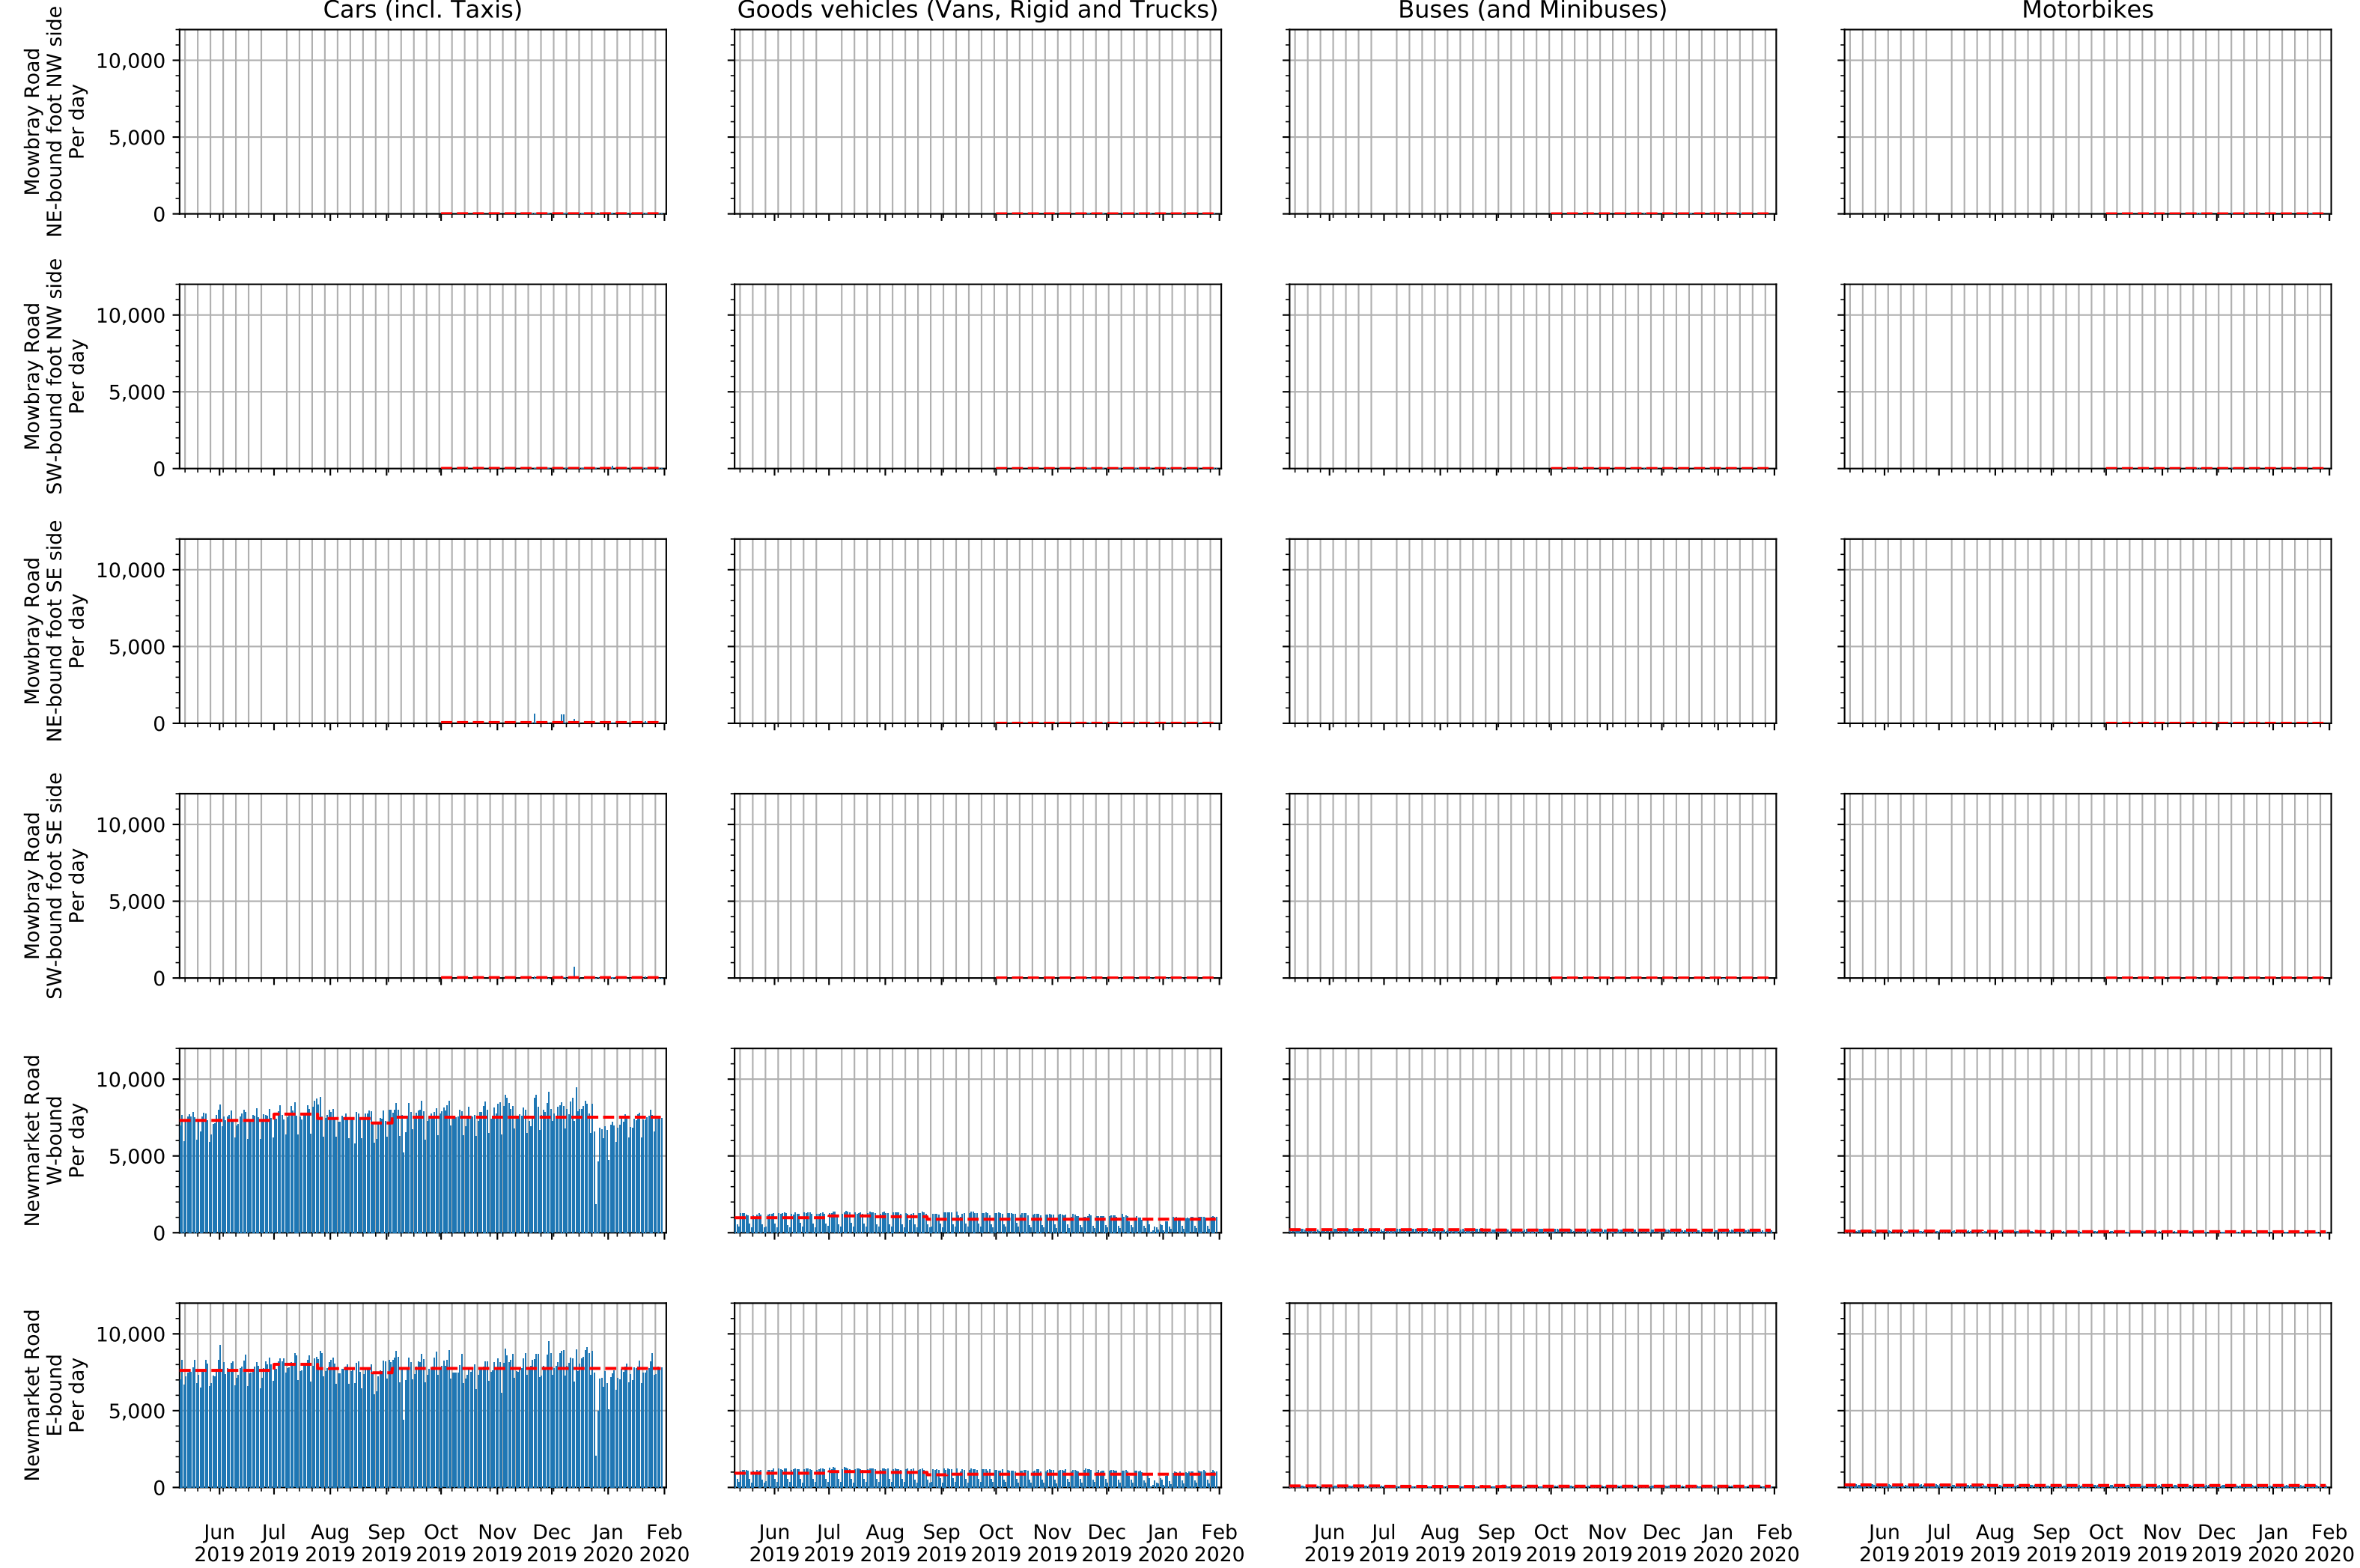 Cars (incl. Taxis)
Goods vehicles (Vans, Rigid and Trucks)
Buses (and Minibuses)
Motorbikes
Mowbray Road
NE-bound foot NW side
Per day
10,000
5,000
0
Mowbray Road
SW-bound foot NW side
Per day
10,000
5,000
0
Mowbray Road
NE-bound foot SE side
Per day
10,000
5,000
0
Mowbray Road
SW-bound foot SE side
Per day
10,000
5,000
0
Newmarket Road
W-bound
Per day
10,000
5,000
0
Newmarket Road
E-bound
Per day
10,000
5,000
0
Jun Jul Aug Sep Oct Nov Dec Jan Feb
2019 2019 2019 2019 2019 2019 2019 2020 2020
Jun Jul Aug Sep Oct Nov Dec Jan Feb
2019 2019 2019 2019 2019 2019 2019 2020 2020
Jun Jul Aug Sep Oct Nov Dec Jan Feb
2019 2019 2019 2019 2019 2019 2019 2020 2020
Jun Jul Aug Sep Oct Nov Dec Jan Feb
2019 2019 2019 2019 2019 2019 2019 2020 2020